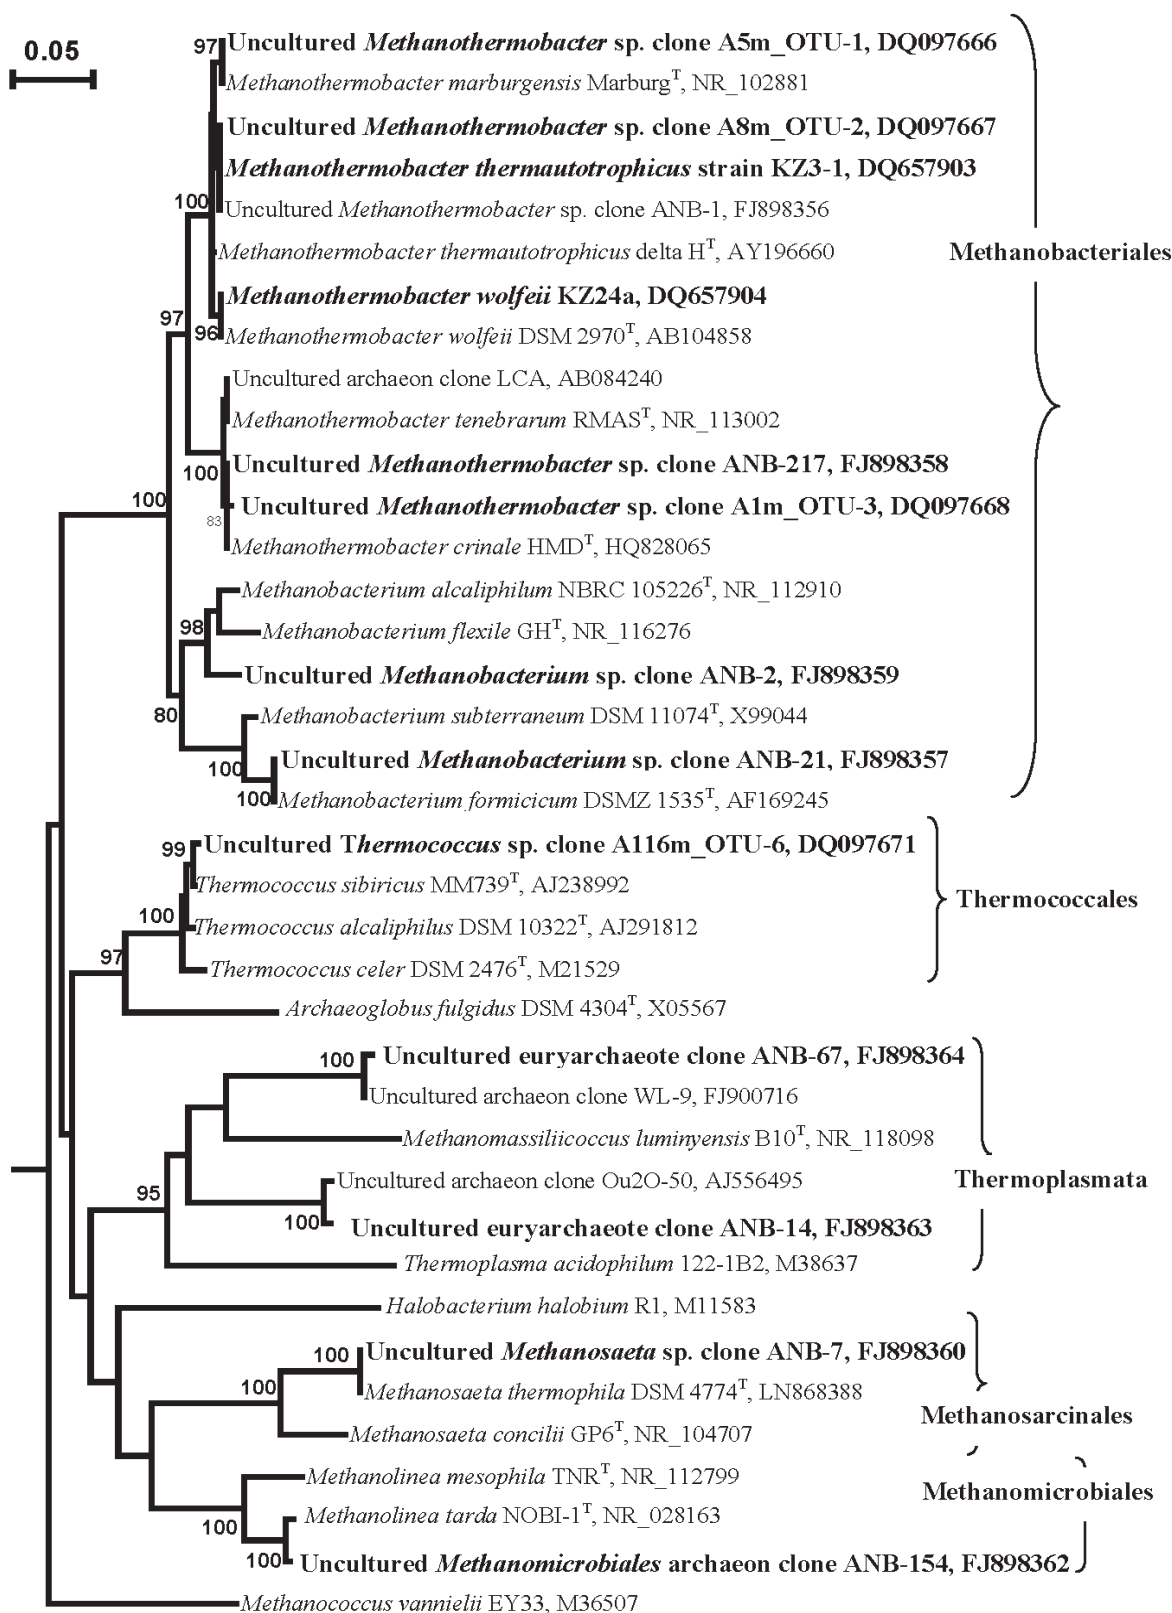 0.05
97
Uncultured Methanothermobacter sp. clone A5m_OTU-1, DQ097666
Methanothermobacter marburgensis Marburg^T, NR_102881
Uncultured Methanothermobacter sp. clone A8m_OTU-2, DQ097667
Methanothermobacter thermautotrophicus strain KZ3-1, DQ657903
100
Uncultured Methanothermobacter sp. clone ANB-1, FJ898356
Methanothermobacter thermautotrophicus delta H^T, AY196660
Methanobacteriales
Methanothermobacter wolfeii KZ24a, DQ657904
97
96
Methanothermobacter wolfeii DSM 2970^T, AB104858
Uncultured archaeon clone LCA, AB084240
Methanothermobacter tenebrarum RMAS^T, NR_113002
Uncultured Methanothermobacter sp. clone ANB-217, FJ898358
100
100
Uncultured Methanothermobacter sp. clone A1m_OTU-3, DQ097668
83
Methanothermobacter crinale HMD^T, HQ828065
Methanobacterium alcaliphilum NBRC 105226^T, NR_112910
98
Methanobacterium flexile GH^T, NR_116276
Uncultured Methanobacterium sp. clone ANB-2, FJ898359
80
Methanobacterium subterraneum DSM 11074^T, X99044
Uncultured Methanobacterium sp. clone ANB-21, FJ898357
100
100
Methanobacterium formicicum DSMZ 1535^T, AF169245
99
Uncultured Thermococcus sp. clone A116m_OTU-6, DQ097671
Thermococcus sibiricus MM739^T, AJ238992
Thermococcales
100
Thermococcus alcaliphilus DSM 10322^T, AJ291812
97
Thermococcus celer DSM 2476^T, M21529
Archaeoglobus fulgidus DSM 4304^T, X05567
100
Uncultured euryarchaeote clone ANB-67, FJ898364
Uncultured archaeon clone WL-9, FJ900716
Methanomassiliicoccus luminyensis B10^T, NR_118098
Uncultured archaeon clone Ou2O-50, AJ556495
Thermoplasmata
95
100
Uncultured euryarchaeote clone ANB-14, FJ898363
Thermoplasma acidophilum 122-1B2, M38637
Halobacterium halobium R1, M11583
100
Uncultured Methanosaeta sp. clone ANB-7, FJ898360
100
Methanosaeta thermophila DSM 4774^T, LN868388
Methanosarcinales
Methanosaeta concilii GP6^T, NR_104707
Methanolinea mesophila TNR^T, NR_112799
Methanomicrobiales
Methanolinea tarda NOBI-1^T, NR_028163
100
100
Uncultured Methanomicrobiales archaeon clone ANB-154, FJ898362
Methanococcus vannielii EY33, M36507